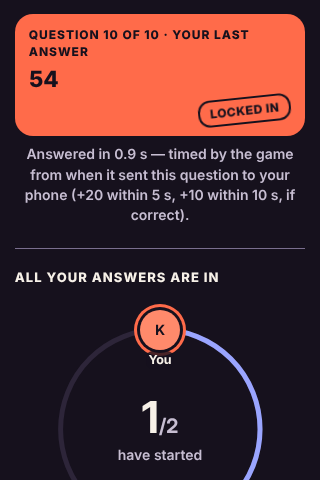 QUESTION 10 OF 10 · YOUR LAST
ANSWER
54
LOCKED IN
Answered in 0.9 s — timed by the game
from when it sent this question to your
phone (+20 within 5 s, +10 within 10 s, if
correct).
ALL YOUR ANSWERS ARE IN
K
You
1/2
have started